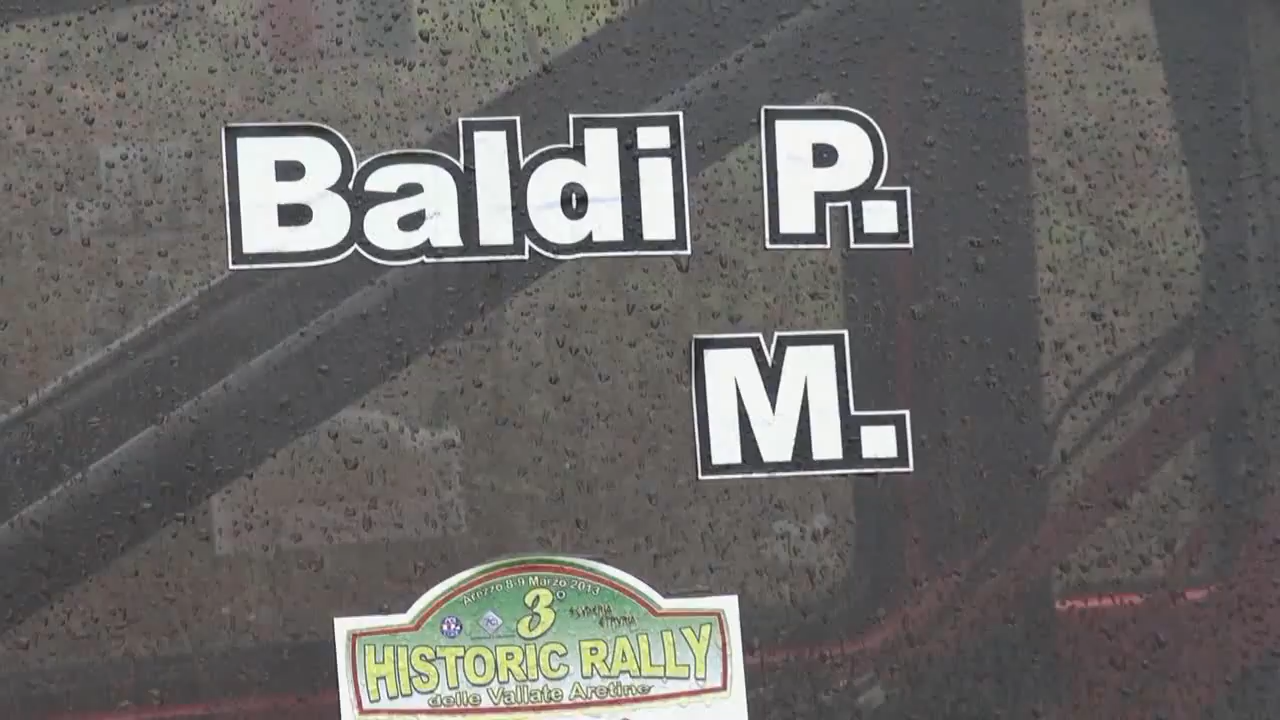 Baldi P.
M.
Arezzo 8-9 Marzo 2013
3°
HISTORIC RALLY
delle Vallate Aretine